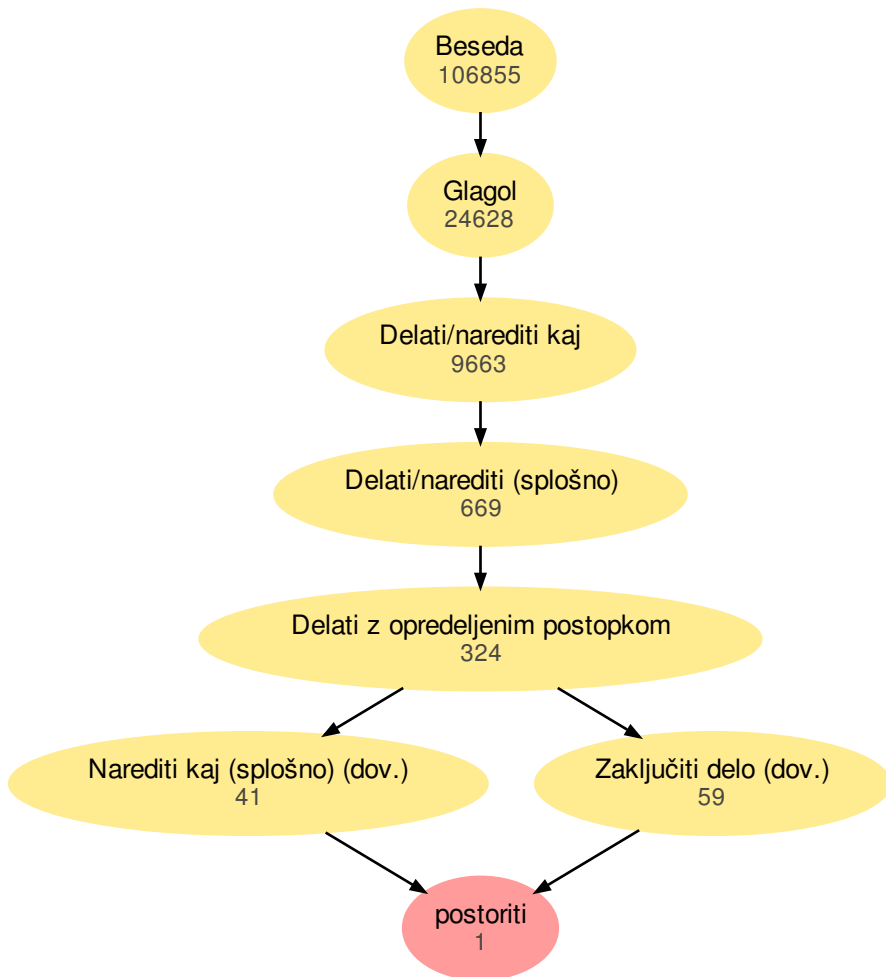 Beseda
106855
Glagol
24628
Delati/narediti kaj
9663
Delati/narediti (splošno)
669
Delati z opredeljenim postopkom
324
Narediti kaj (splošno) (dov.)
41
Zaključiti delo (dov.)
59
postoriti
1